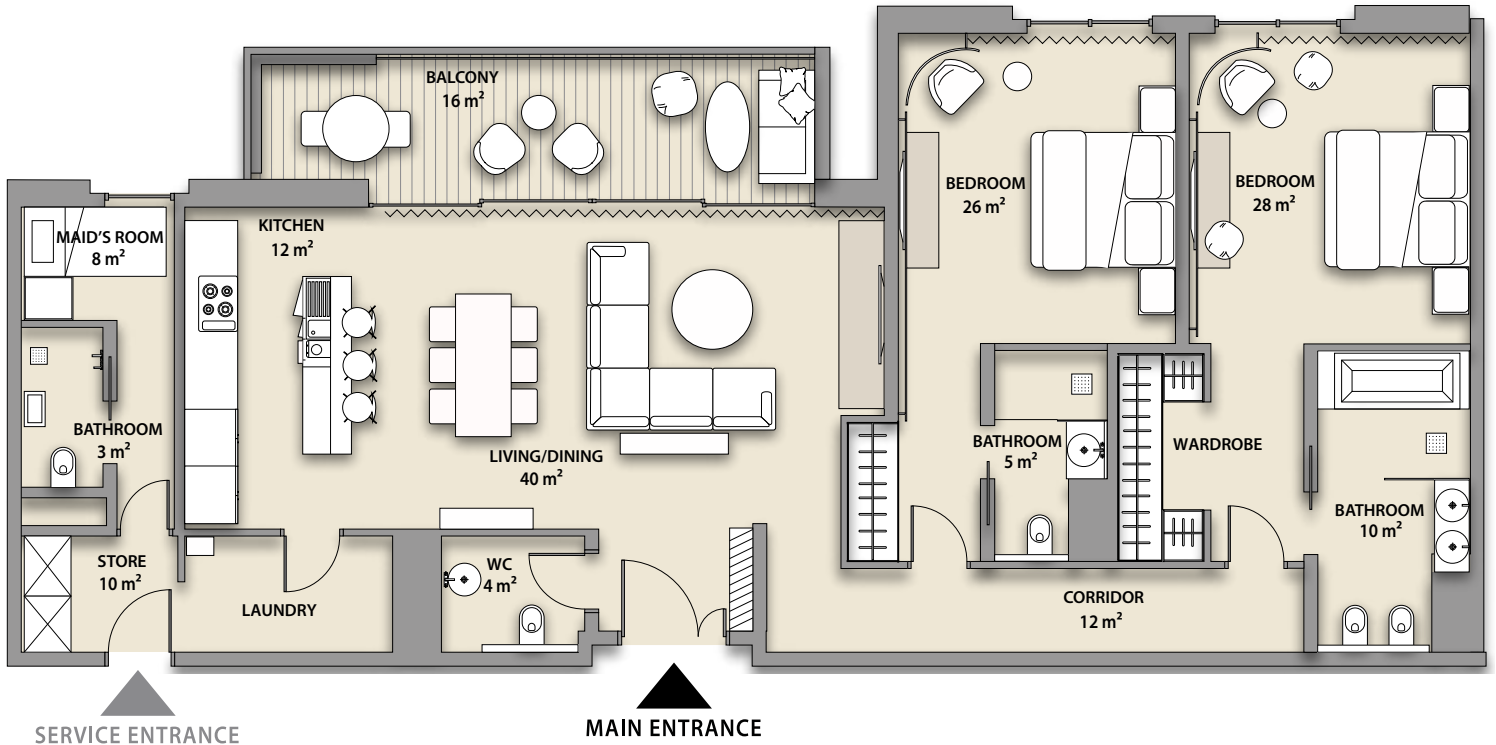 BALCONY
16 m²
BEDROOM
26 m²
BEDROOM
28 m²
KITCHEN
12 m²
MAID'S ROOM
8 m²
BATHROOM
3 m²
LIVING/DINING
40 m²
BATHROOM
5 m²
WARDROBE
BATHROOM
10 m²
STORE
10 m²
LAUNDRY
WC
4 m²
CORRIDOR
12 m²
SERVICE ENTRANCE
MAIN ENTRANCE